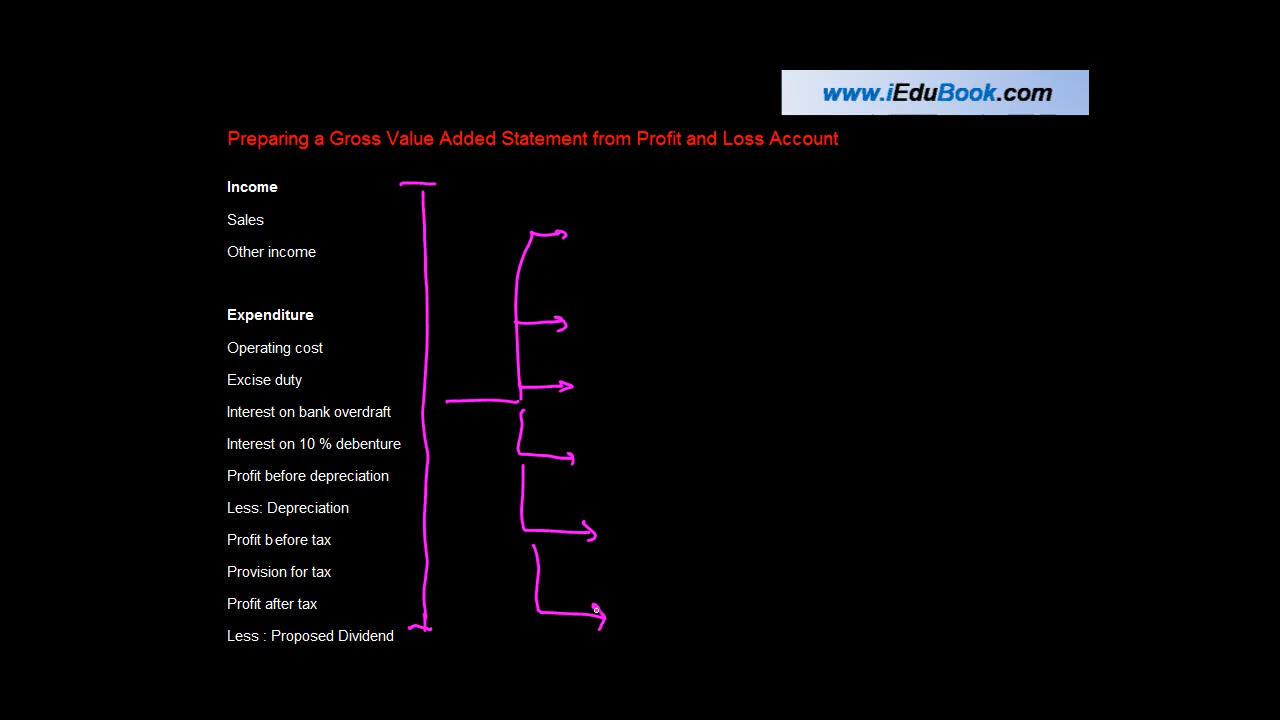 www.iEduBook.com
Preparing a Gross Value Added Statement from Profit and Loss Account
Income
Sales
Other income
Expenditure
Operating cost
Excise duty
Interest on bank overdraft
Interest on 10 % debenture
Profit before depreciation
Less: Depreciation
Profit before tax
Provision for tax
Profit after tax
Less : Proposed Dividend